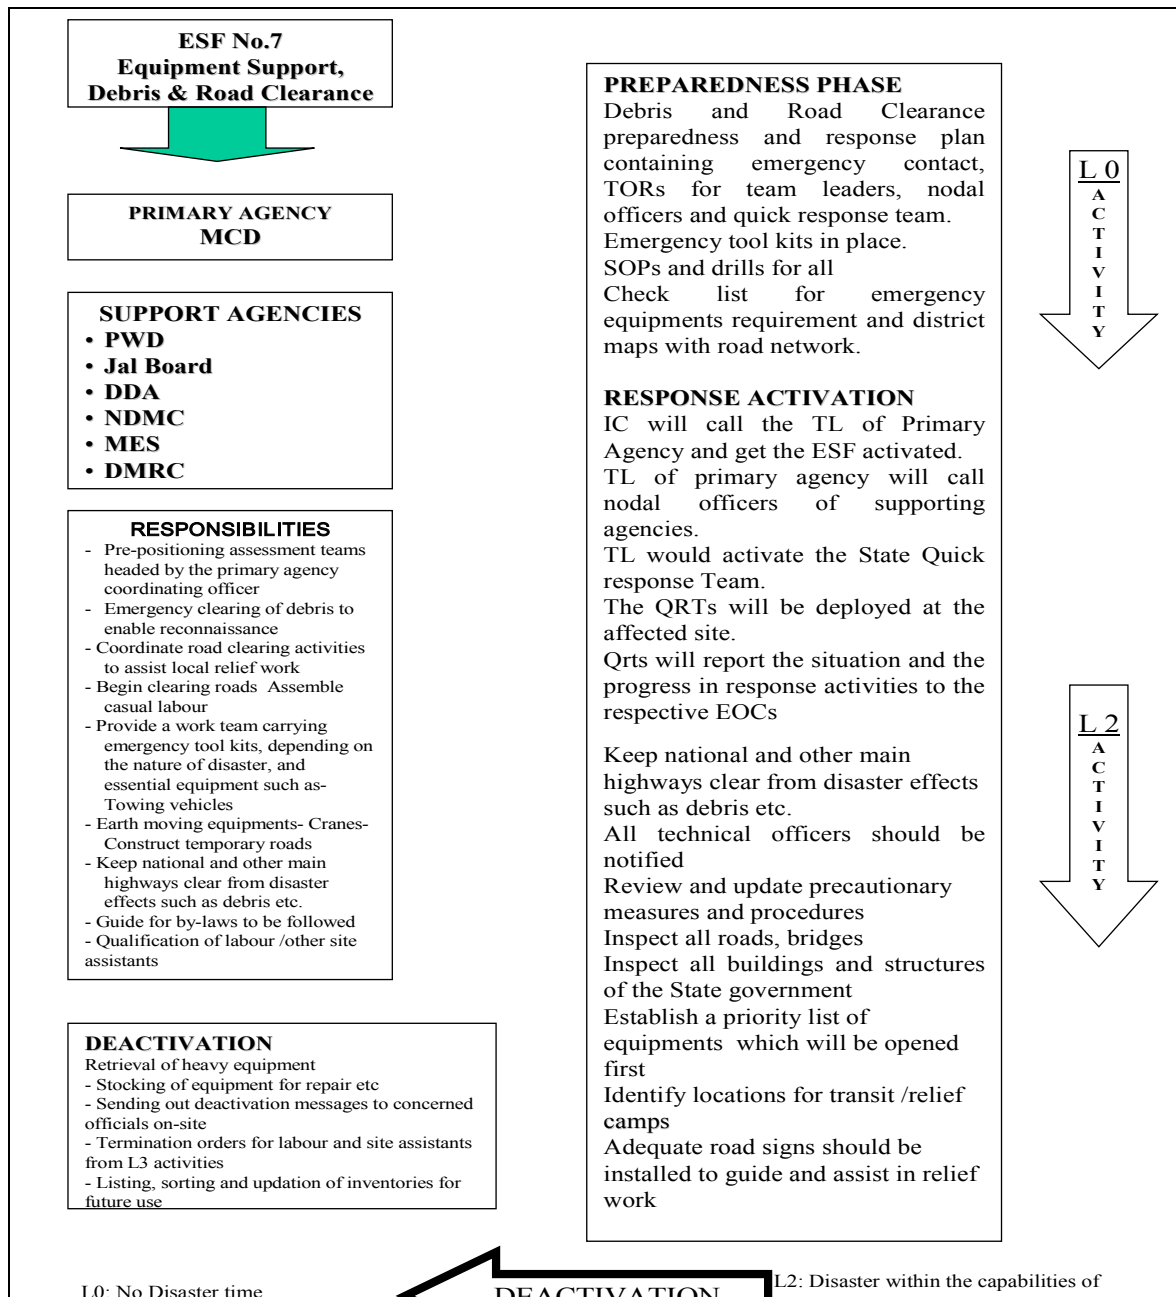 ESF No.7
Equipment Support,
Debris & Road Clearance
PRIMARY AGENCY
MCD
SUPPORT AGENCIES
• PWD
• Jal Board
• DDA
• NDMC
• MES
• DMRC
RESPONSIBILITIES
- Pre-positioning assessment teams
headed by the primary agency
coordinating officer
- Emergency clearing of debris to
enable reconnaissance
- Coordinate road clearing activities
to assist local relief work
- Begin clearing roads Assemble
casual labour
- Provide a work team carrying
emergency tool kits, depending on
the nature of disaster, and
essential equipment such as-
Towing vehicles
- Earth moving equipments- Cranes-
Construct temporary roads
- Keep national and other main
highways clear from disaster
effects such as debris etc.
- Guide for by-laws to be followed
- Qualification of labour /other site
assistants
DEACTIVATION
Retrieval of heavy equipment
- Stocking of equipment for repair etc
- Sending out deactivation messages to concerned
officials on-site
- Termination orders for labour and site assistants
from L3 activities
- Listing, sorting and updation of inventories for
future use
PREPAREDNESS PHASE
Debris and Road Clearance
preparedness and response plan
containing emergency contact,
TORs for team leaders, nodal
officers and quick response team.
Emergency tool kits in place.
SOPs and drills for all
Check list for emergency
equipments requirement and district
maps with road network.
RESPONSE ACTIVATION
IC will call the TL of Primary
Agency and get the ESF activated.
TL of primary agency will call
nodal officers of supporting
agencies.
TL would activate the State Quick
response Team.
The QRTs will be deployed at the
affected site.
Qrts will report the situation and the
progress in response activities to the
respective EOCs
Keep national and other main
highways clear from disaster effects
such as debris etc.
All technical officers should be
notified
Review and update precautionary
measures and procedures
Inspect all roads, bridges
Inspect all buildings and structures
of the State government
Establish a priority list of
equipments which will be opened
first
Identify locations for transit /relief
camps
Adequate road signs should be
installed to guide and assist in relief
work
L 0
A
C
T
I
V
I
T
Y
L 2
A
C
T
I
V
I
T
Y
L0: No Disaster time
DEACTIVATION
L2: Disaster within the capabilities of